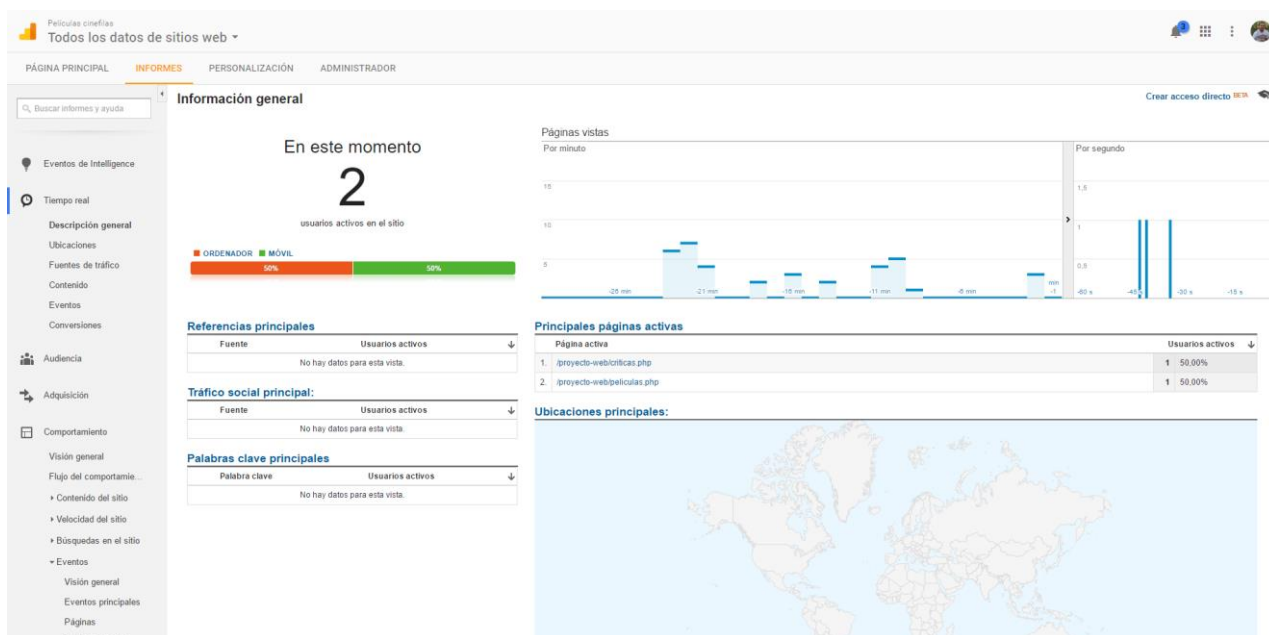 Películas cinefilas
Todos los datos de sitios web
3
PÁGINA PRINCIPAL INFORMES PERSONALIZACIÓN ADMINISTRADOR
Buscar informes y ayuda
Eventos de Intelligence
Tiempo real
Descripción general
Ubicaciones
Fuentes de tráfico
Contenido
Eventos
Conversiones
Audiencia
Adquisición
Comportamiento
Visión general
Flujo del comportamie...
Contenido del sitio
Velocidad del sitio
Búsquedas en el sitio
Eventos
Visión general
Eventos principales
Páginas
Información general
Crear acceso directo BETA
En este momento
2
usuarios activos en el sitio
ORDENADOR MÓVIL
50% 50%
Páginas vistas
Por minuto
15
10
5
-26 min -21 min -16 min -11 min -6 min min
-1
Por segundo
1,5
1
0,5
-60 s -45 s -30 s -15 s
Referencias principales
Fuente Usuarios activos
No hay datos para esta vista.
Tráfico social principal:
Fuente Usuarios activos
No hay datos para esta vista.
Palabras clave principales
Palabra clave Usuarios activos
No hay datos para esta vista.
Principales páginas activas
Página activa Usuarios activos
1. /proyecto-web/criticas.php 1 50,00%
2. /proyecto-web/peliculas.php 1 50,00%
Ubicaciones principales: